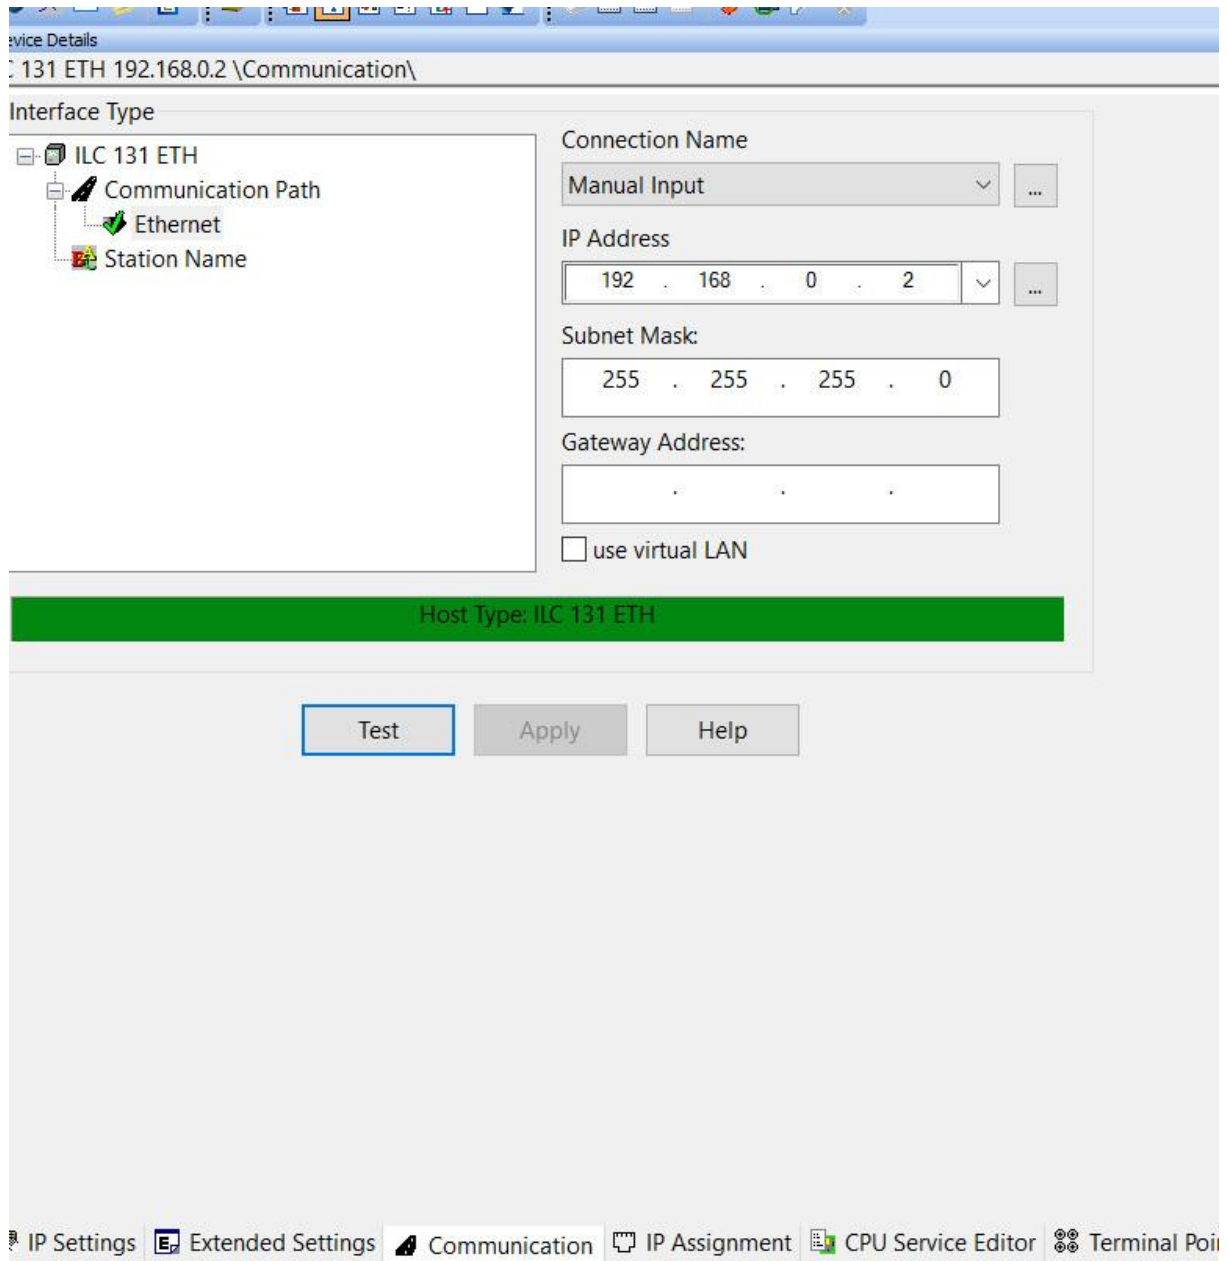 vice Details
131 ETH 192.168.0.2 \Communication\
Interface Type
ILC 131 ETH
Communication Path
Ethernet
Station Name
Connection Name
Manual Input
...
IP Address
192 . 168 . 0 . 2
...
Subnet Mask:
255 . 255 . 255 . 0
Gateway Address:
. . .
use virtual LAN
Host Type: ILC 131 ETH
Test Apply Help
IP Settings Extended Settings Communication IP Assignment CPU Service Editor Terminal Poi